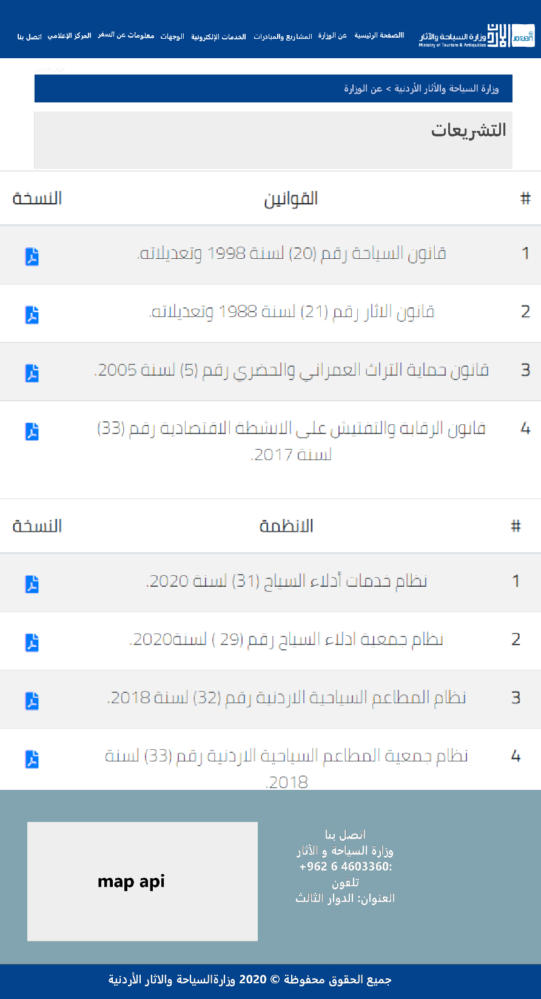 وزارة السياحة والآثار
Ministry of Tourism & Antiquities
الأردن
JORDAN
االصفحة الرئيسية
عن الوزارة
المشاريع والمبادرات
الخدمات الإلكترونية
الوجهات
معلومات عن السفر
المركز الإعلامي
اتصل بنا
وزارة السياحة والأثار الأردنية > عن الوزارة
التشريعات
# القوانين النسخة
1 قانون السياحة رقم (20) لسنة 1998 وتعديلاته.
2 قانون الاثار رقم (21) لسنة 1988 وتعديلاته.
3 قانون حماية التراث العمراني والحضري رقم (5) لسنة 2005.
4 قانون الرقابة والتفتيش على الانشطة الاقتصادية رقم (33)
لسنة 2017.
# الانظمة النسخة
1 نظام خدمات أدلاء السياح (31) لسنة 2020.
2 نظام جمعية ادلاء السياح رقم (29 ) لسنة2020.
3 نظام المطاعم السياحية الاردنية رقم (32) لسنة 2018.
4 نظام جمعية المطاعم السياحية الاردنية رقم (33) لسنة
2018.
اتصل بنا
وزارة السياحة و الأثار
+962 6 4603360:
تلفون
العنوان: الدوار الثالث
map api
جميع الحقوق محفوظة © 2020 وزارةالسياحة والاثار الأردنية